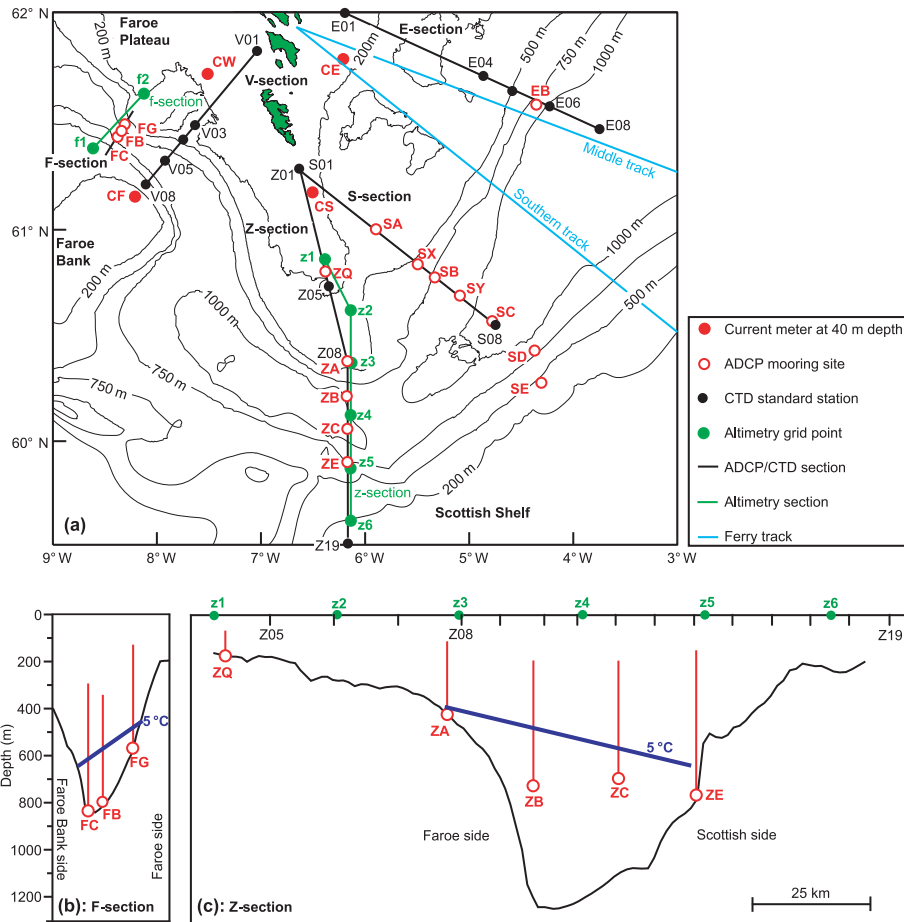 62° N
61° N
60° N
9° W
8° W
7° W
6° W
5° W
4° W
3° W
Faroe
Plateau
200 m
V01
CW
V-section
f2
f-section
FG
FB
FC
f1
F-section
V03
V05
V08
CF
Faroe
Bank
200 m
E01
E-section
200m
CE
E04
500 m
750 m
1000 m
EB
E06
E08
Middle track
Southern track
S01
Z01
CS
S-section
Z-section
SA
z1
ZQ
Z05
SX
SB
SY
SC
S08
z2
1000 m
500 m
1000 m
Z08
ZA
z3
SD
SE
750 m
750 m
ZB
z4
ZC
ZE
z5
z-section
200 m
Scottish Shelf
z6
Z19
(a)
Current meter at 40 m depth
ADCP mooring site
CTD standard station
Altimetry grid point
ADCP/CTD section
Altimetry section
Ferry track
Depth (m)
0
200
400
600
800
1000
1200
5 °C
FG
FC
FB
Faroe Bank side
Faroe side
(b): F-section
z1
z2
z3
z4
z5
z6
Z05
Z08
Z19
ZQ
ZA
5 °C
ZB
ZC
ZE
Faroe side
Scottish side
25 km
(c): Z-section